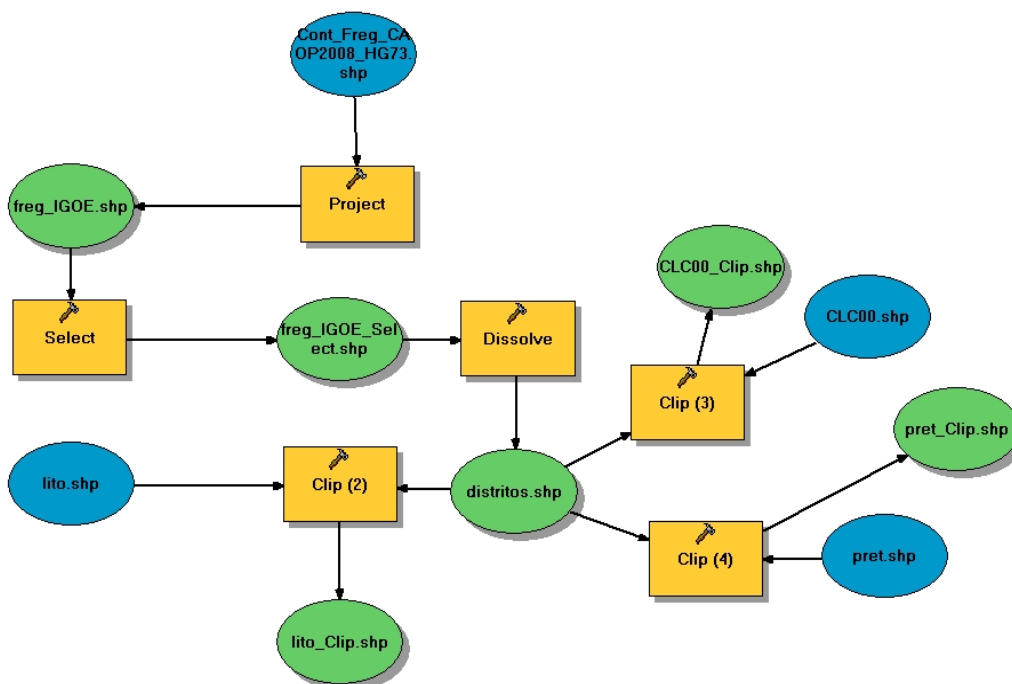 Cont_Freg_CA
OP2008_HG73.
shp
freg_IGOE.shp
Project
CLC00_Clip.shp
CLC00.shp
Select
freg_IGOE_Sel
ect.shp
Dissolve
Clip (3)
pret_Clip.shp
lito.shp
Clip (2)
distritos.shp
Clip (4)
pret.shp
lito_Clip.shp